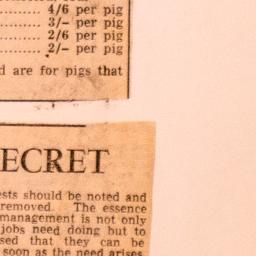 4/6 per pig
3/- per pig
2/6 per pig
2/- per pig
d are for pigs that
ECRET
ests should be noted and
removed. The essence
management is not only
jobs need doing but to
sed that they can be
soon as the need arises.